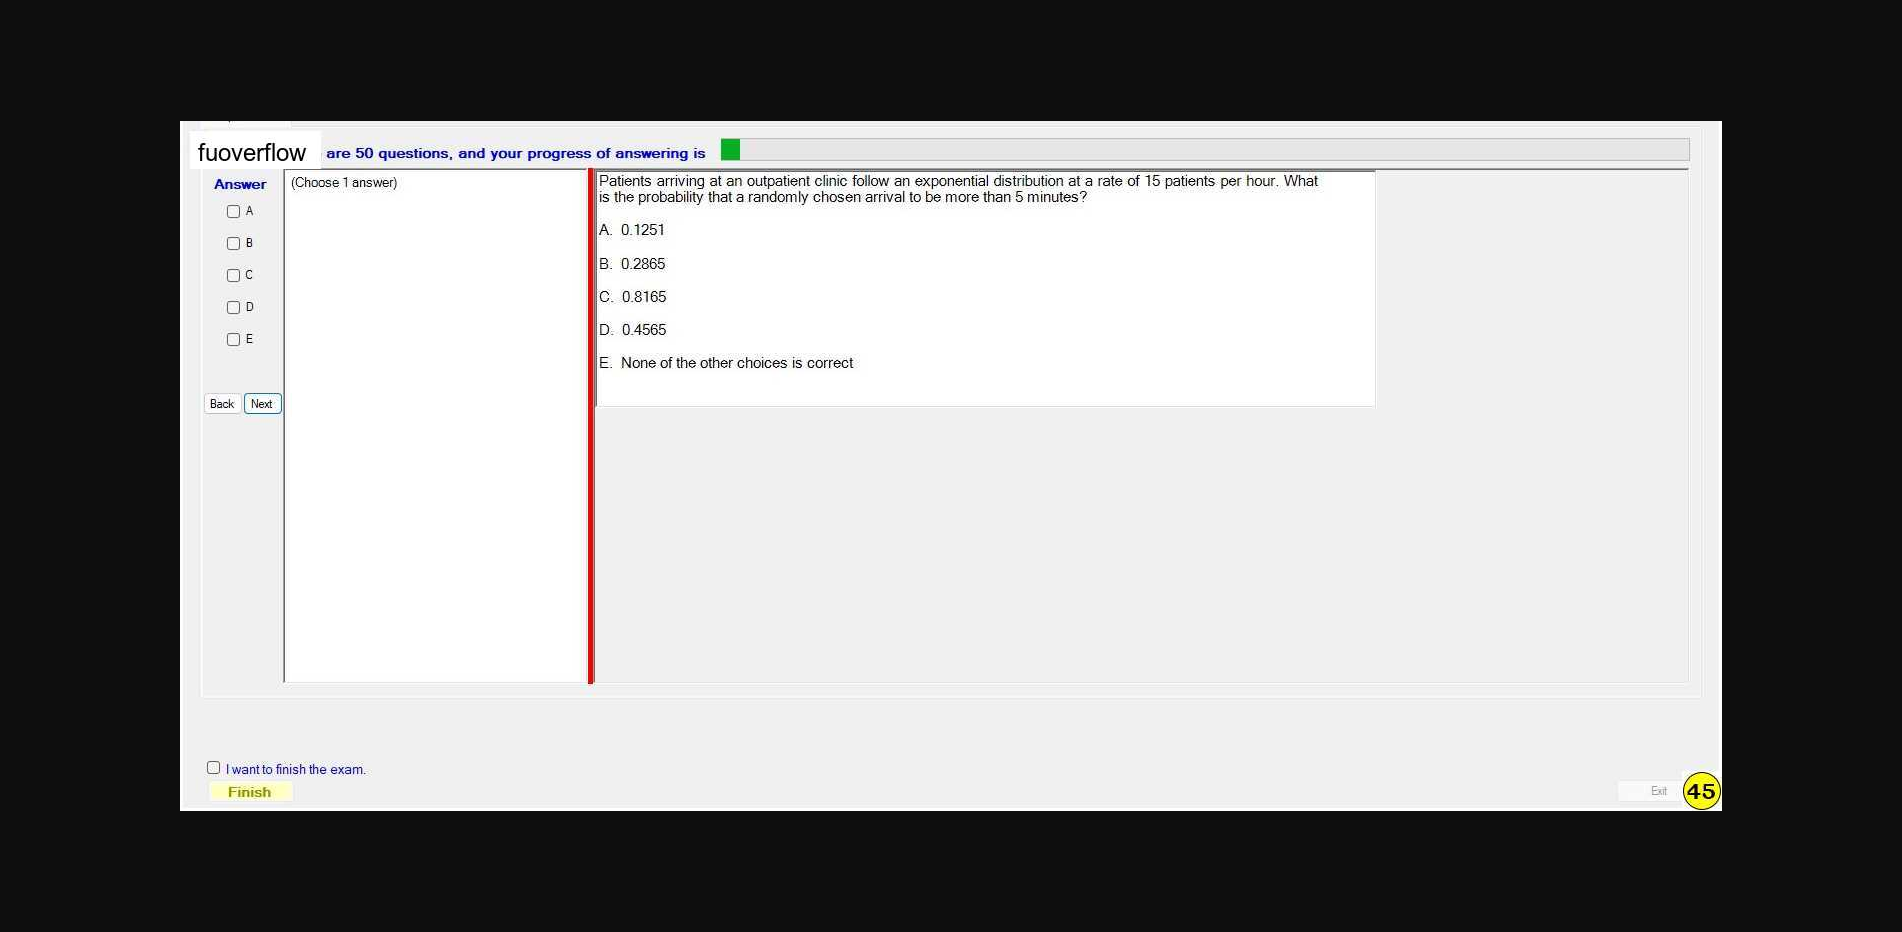 fuoverflow are 50 questions, and your progress of answering is
Answer
(Choose 1 answer)
A
B
C
D
E
Back Next
Patients arriving at an outpatient clinic follow an exponential distribution at a rate of 15 patients per hour. What
is the probability that a randomly chosen arrival to be more than 5 minutes?
A. 0.1251
B. 0.2865
C. 0.8165
D. 0.4565
E. None of the other choices is correct
I want to finish the exam.
Finish
Exit
45